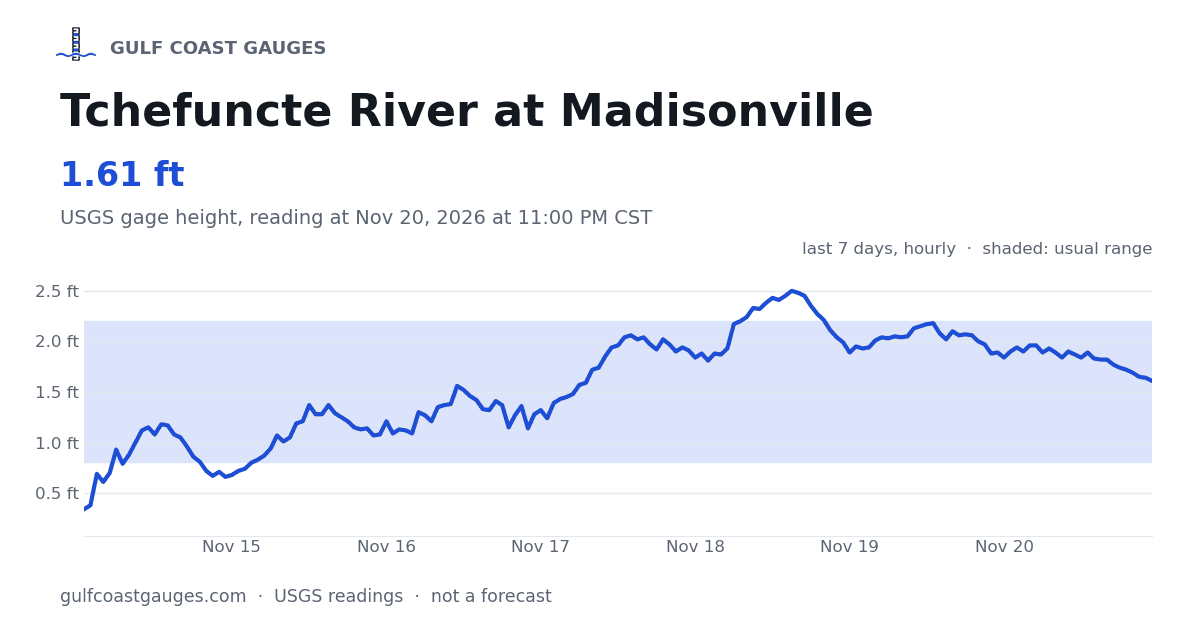 GULF COAST GAUGES
Tchefuncte River at Madisonville
1.61 ft
USGS gage height, reading at Nov 20, 2026 at 11:00 PM CST
last 7 days, hourly · shaded: usual range
2.5 ft
2.0 ft
1.5 ft
1.0 ft
0.5 ft
Nov 15 Nov 16 Nov 17 Nov 18 Nov 19 Nov 20
gulfcoastgauges.com · USGS readings · not a forecast